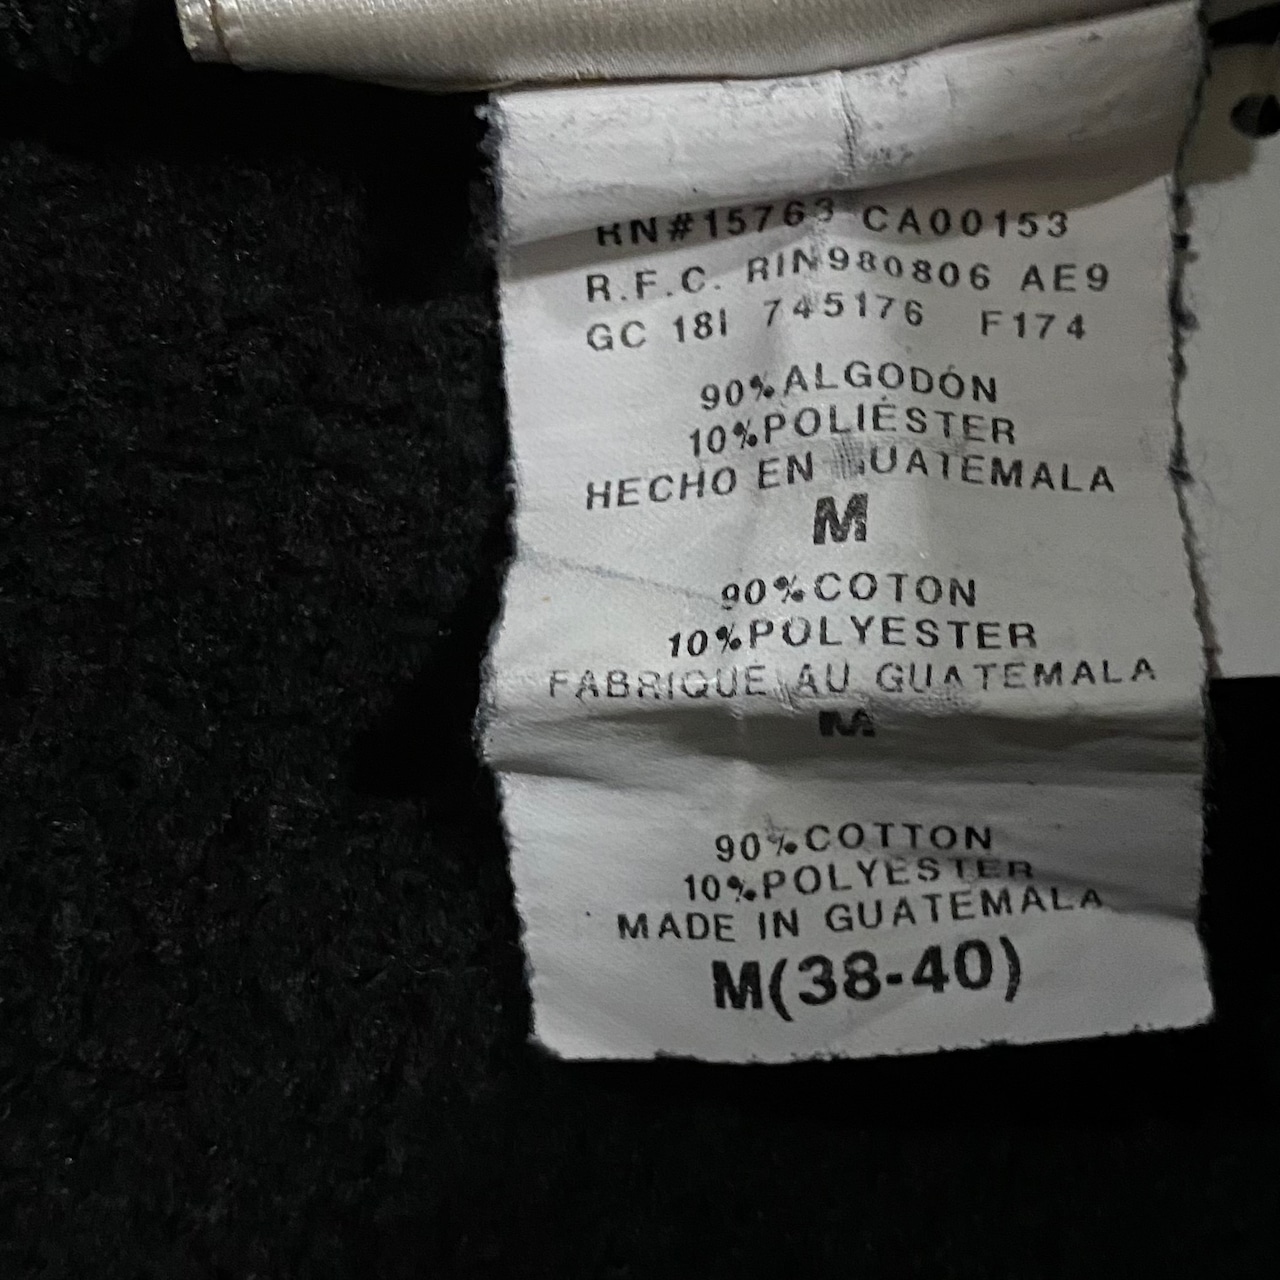 RN#15763 CA00153
R.F.C. RIN980806 AE9
GC 18I 745176 F174
90%ALGODÓN
10%POLIÉSTER
HECHO EN GUATEMALA
M
90%COTON
10%POLYESTER
FABRIQUE AU GUATEMALA
M
90%COTTON
10%POLYESTER
MADE IN GUATEMALA
M(38-40)